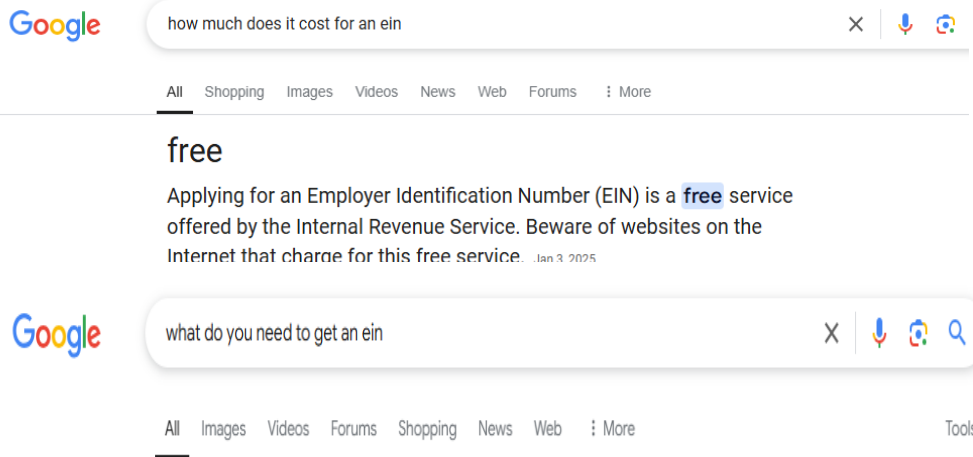 Google how much does it cost for an ein
All Shopping Images Videos News Web Forums More
free
Applying for an Employer Identification Number (EIN) is a free service
offered by the Internal Revenue Service. Beware of websites on the
Internet that charge for this free service. Jan 3, 2025
Google what do you need to get an ein
All Images Videos Forums Shopping News Web More Tools